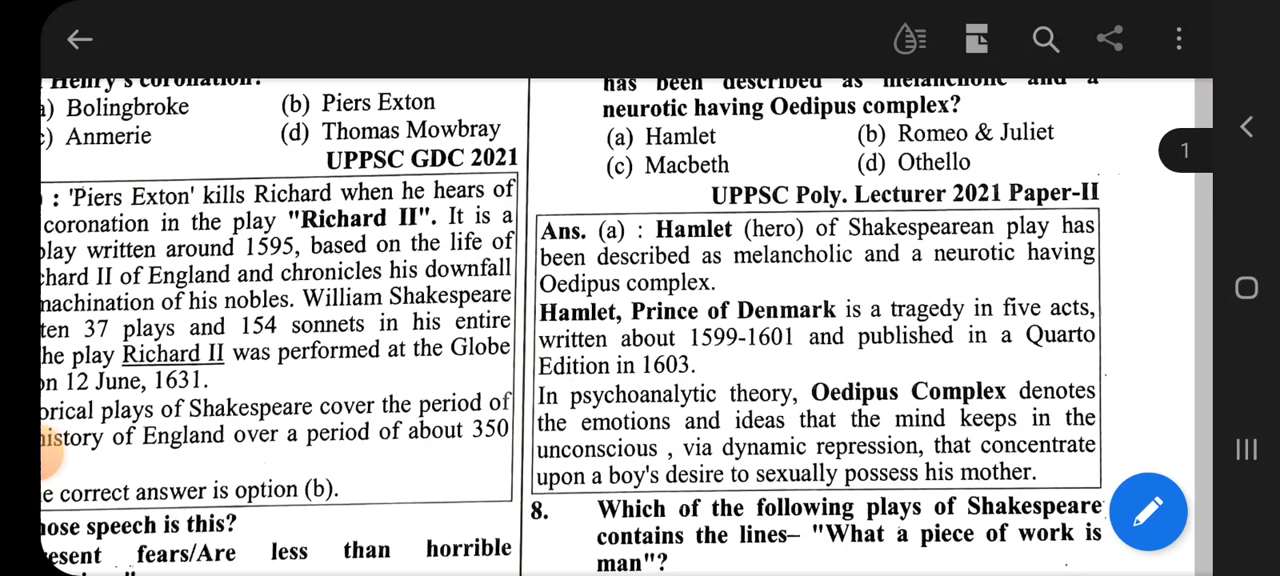 Henry's coronation?
a) Bolingbroke (b) Piers Exton
c) Anmerie (d) Thomas Mowbray
UPPSC GDC 2021
) : 'Piers Exton' kills Richard when he hears of
coronation in the play "Richard II". It is a
play written around 1595, based on the life of
chard II of England and chronicles his downfall
machination of his nobles. William Shakespeare
ten 37 plays and 154 sonnets in his entire
he play Richard II was performed at the Globe
on 12 June, 1631.
orical plays of Shakespeare cover the period of
history of England over a period of about 350
e correct answer is option (b).
hose speech is this?
esent fears/Are less than horrible
has been described as melancholic and a
neurotic having Oedipus complex?
(a) Hamlet (b) Romeo & Juliet
(c) Macbeth (d) Othello
UPPSC Poly. Lecturer 2021 Paper-II
Ans. (a) : Hamlet (hero) of Shakespearean play has
been described as melancholic and a neurotic having
Oedipus complex.
Hamlet, Prince of Denmark is a tragedy in five acts,
written about 1599-1601 and published in a Quarto
Edition in 1603.
In psychoanalytic theory, Oedipus Complex denotes
the emotions and ideas that the mind keeps in the
unconscious , via dynamic repression, that concentrate
upon a boy's desire to sexually possess his mother.
8. Which of the following plays of Shakespeare
contains the lines– "What a piece of work is
man"?
1